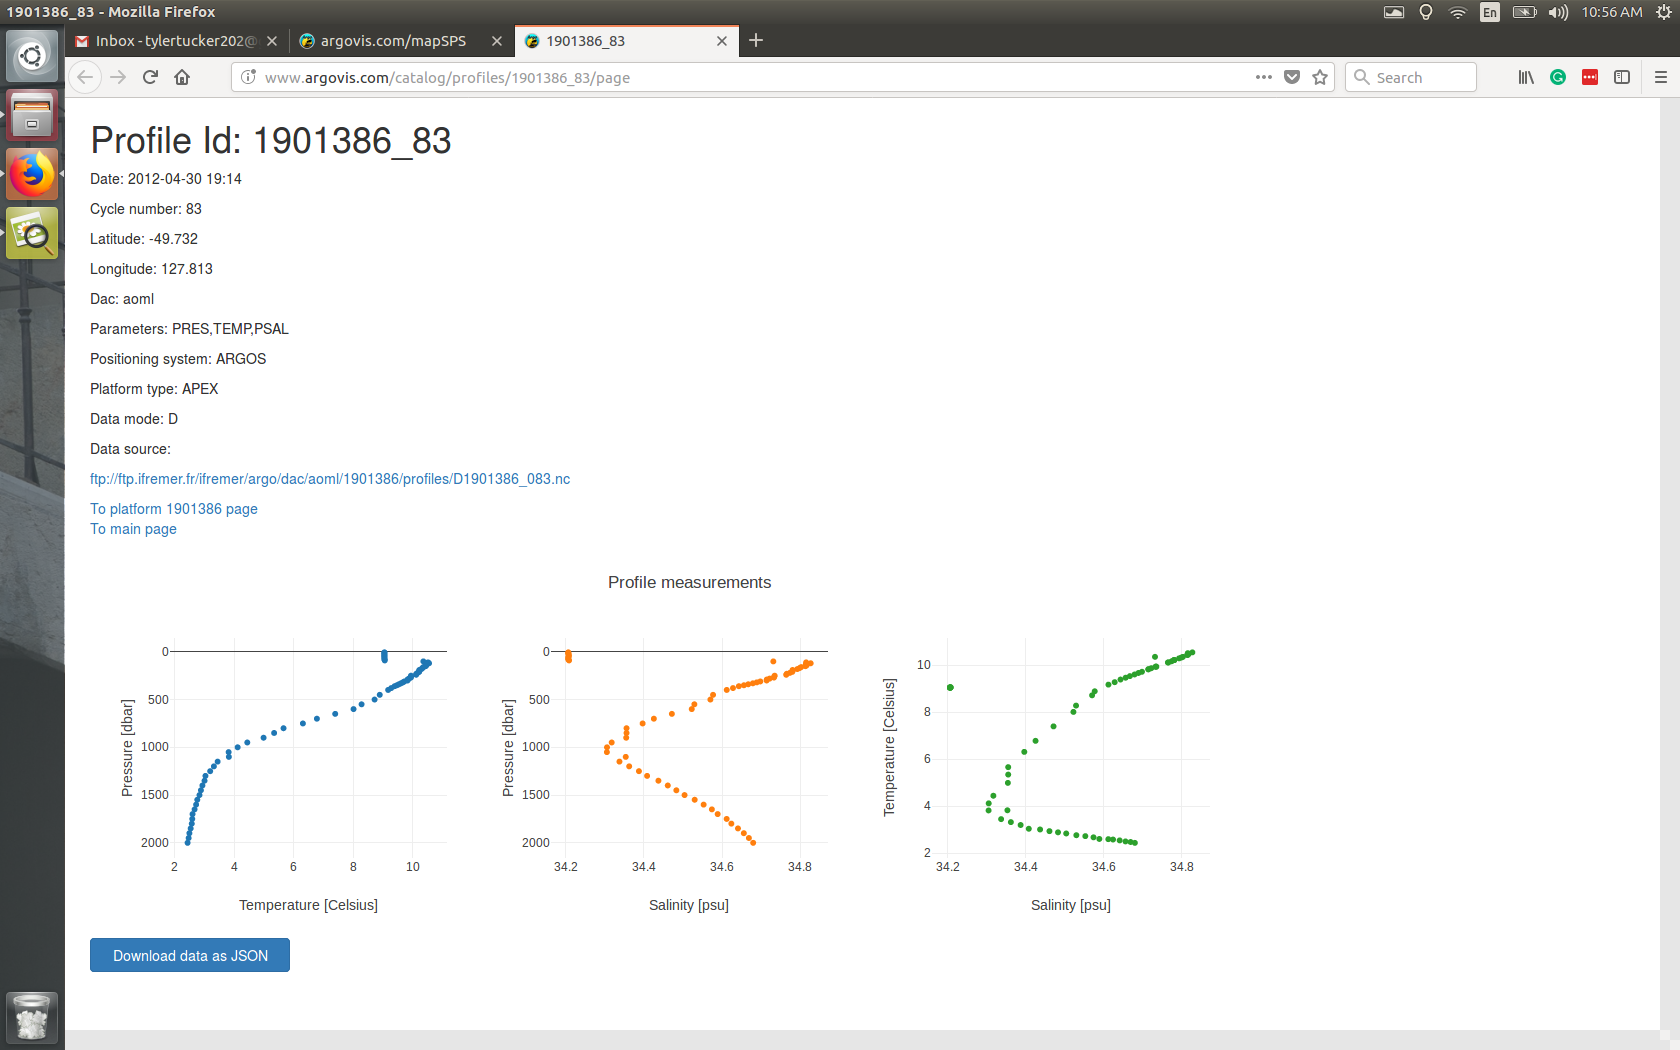 1901386_83 - Mozilla Firefox
En
10:56 AM
Inbox - tylertucker202@
argovis.com/mapSPS
1901386_83
www.argovis.com/catalog/profiles/1901386_83/page
Search
Profile Id: 1901386_83
Date: 2012-04-30 19:14
Cycle number: 83
Latitude: -49.732
Longitude: 127.813
Dac: aoml
Parameters: PRES,TEMP,PSAL
Positioning system: ARGOS
Platform type: APEX
Data mode: D
Data source:
ftp://ftp.ifremer.fr/ifremer/argo/dac/aoml/1901386/profiles/D1901386_083.nc
To platform 1901386 page
To main page
Profile measurements
0
500
1000
1500
2000
Pressure [dbar]
2 4 6 8 10
Temperature [Celsius]
0
500
1000
1500
2000
Pressure [dbar]
34.2 34.4 34.6 34.8
Salinity [psu]
10
8
6
4
2
Temperature [Celsius]
34.2 34.4 34.6 34.8
Salinity [psu]
Download data as JSON